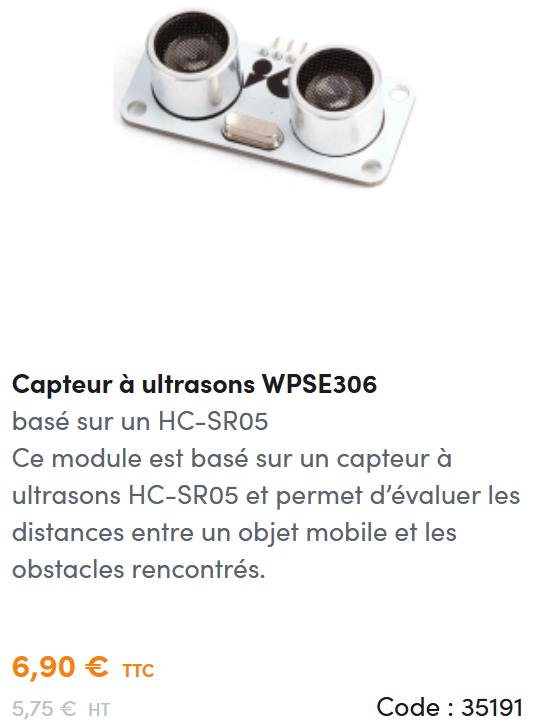 Capteur à ultrasons WPSE306
basé sur un HC-SR05
Ce module est basé sur un capteur à
ultrasons HC-SR05 et permet d’évaluer les
distances entre un objet mobile et les
obstacles rencontrés.
6,90 € TTC
5,75 € HT
Code : 35191